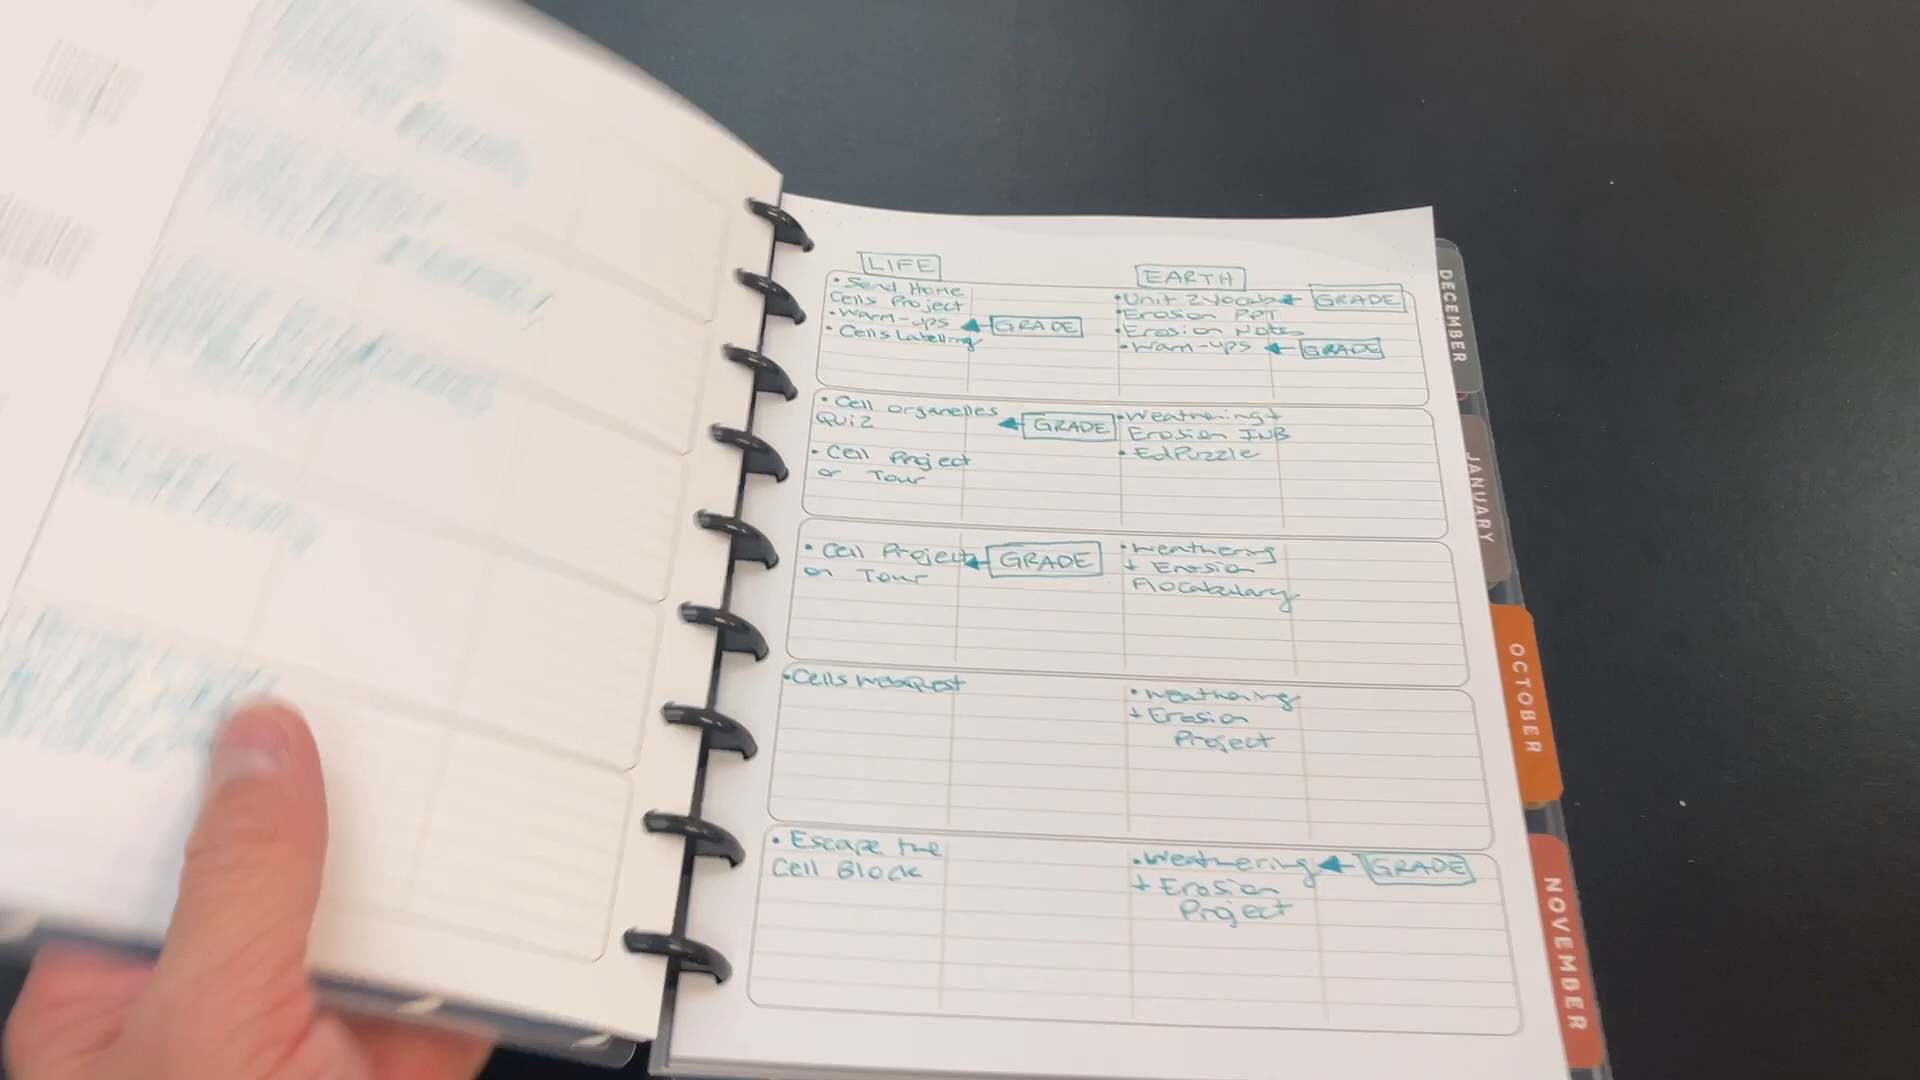 LIFE
• Send Home
Cells Project
• Warm-ups GRADE
• Cells Labelling
EARTH
• Unit 2 Vocab GRADE
• Erosion PPT
• Erosion Notes
• Warm-ups GRADE
• Cell Organelles
Quiz GRADE
• Cell Project
or Tour
• Weathering +
Erosion INB
• EdPuzzle
• Cell Project GRADE
or Tour
• Weathering
+ Erosion
Flocabulary
• Cells WebQuest
• Weathering
+ Erosion
Project
• Escape the
Cell Block
• Weathering GRADE
+ Erosion
Project
DECEMBER
JANUARY
OCTOBER
NOVEMBER